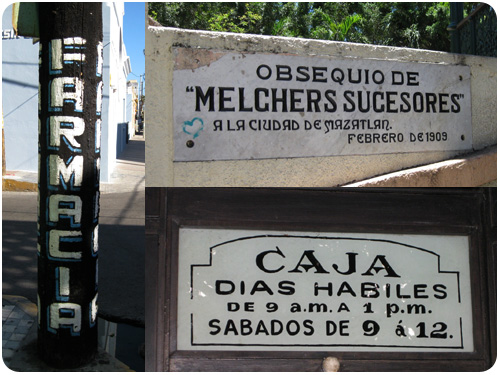 FARMACIA
OBSEQUIO DE
"MELCHERS SUCESORES"
A LA CIUDAD DE MAZATLAN.
FEBRERO DE 1909
CAJA
DIAS HABILES
DE 9 a.m. A 1 p.m.
SABADOS DE 9 á 12.